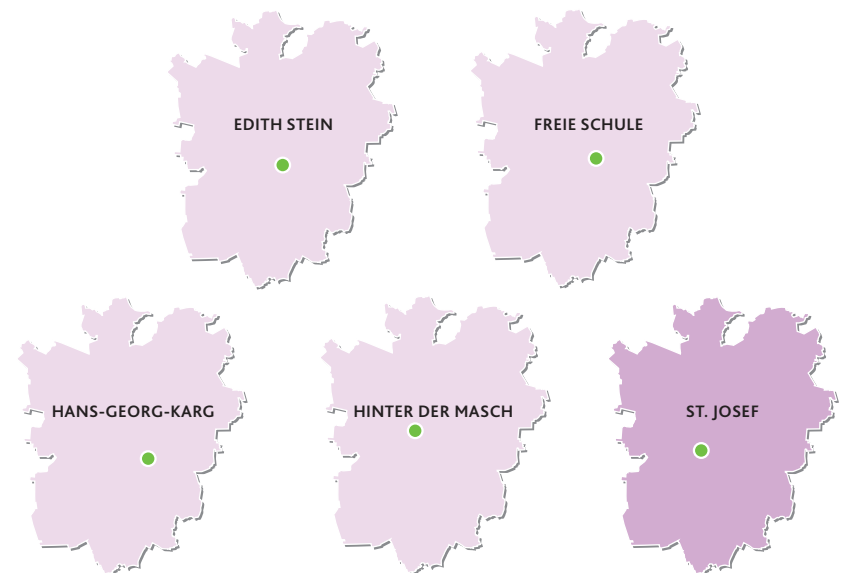 EDITH STEIN
FREIE SCHULE
HANS-GEORG-KARG
HINTER DER MASCH
ST. JOSEF